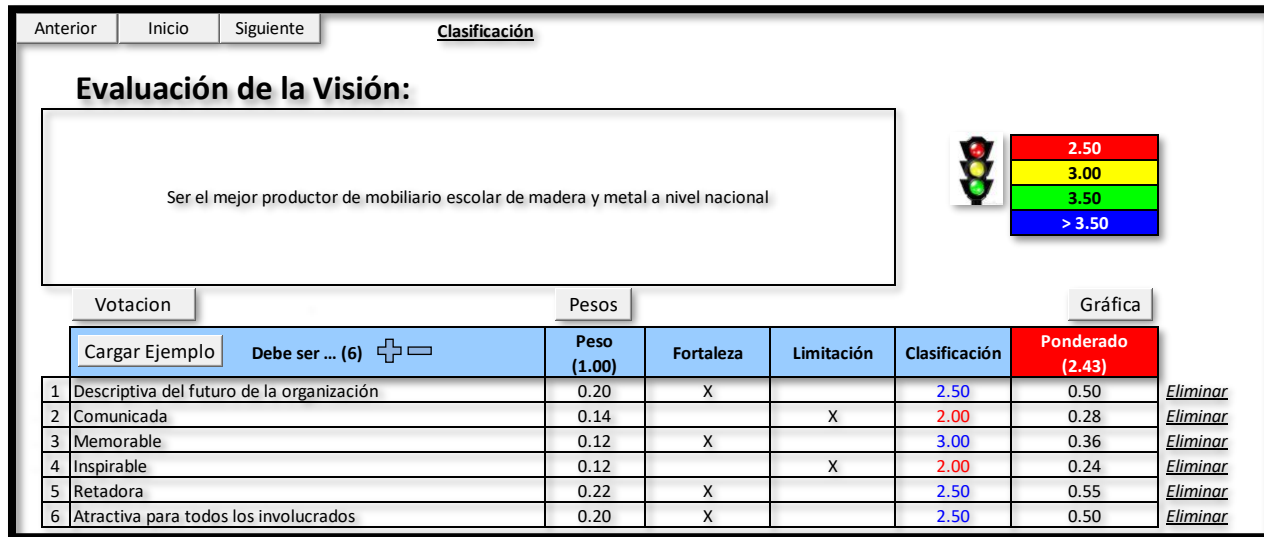 Anterior Inicio Siguiente Clasificación
Evaluación de la Visión:
Ser el mejor productor de mobiliario escolar de madera y metal a nivel nacional
2.50
3.00
3.50
> 3.50
Votacion Pesos Gráfica
Cargar Ejemplo Debe ser ... (6) Peso (1.00) Fortaleza Limitación Clasificación Ponderado (2.43)
1 Descriptiva del futuro de la organización 0.20 X 2.50 0.50 Eliminar
2 Comunicada 0.14 X 2.00 0.28 Eliminar
3 Memorable 0.12 X 3.00 0.36 Eliminar
4 Inspirable 0.12 X 2.00 0.24 Eliminar
5 Retadora 0.22 X 2.50 0.55 Eliminar
6 Atractiva para todos los involucrados 0.20 X 2.50 0.50 Eliminar